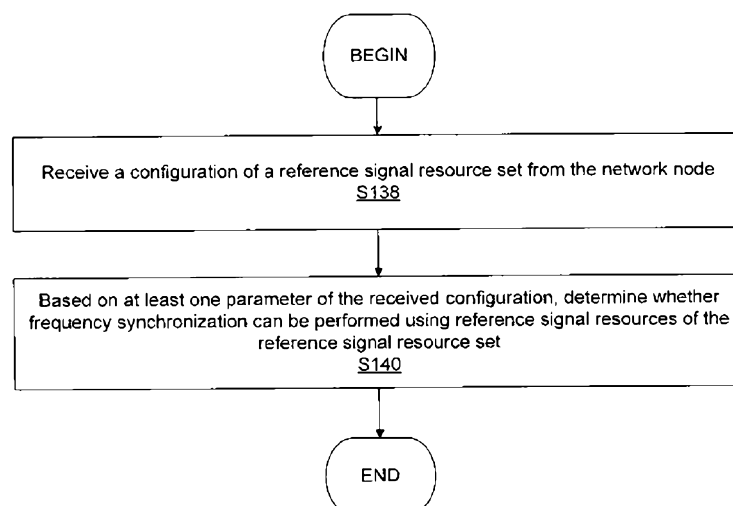 BEGIN
Receive a configuration of a reference signal resource set from the network node
S138
Based on at least one parameter of the received configuration, determine whether
frequency synchronization can be performed using reference signal resources of the
reference signal resource set
S140
END